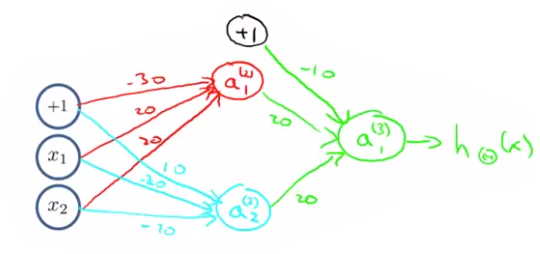 +1
-30
a₁⁽²⁾
-10
+1
20
20
20
a₁⁽³⁾
h_Θ(x)
x₁
10
-20
x₂
-20
a₂⁽²⁾
20